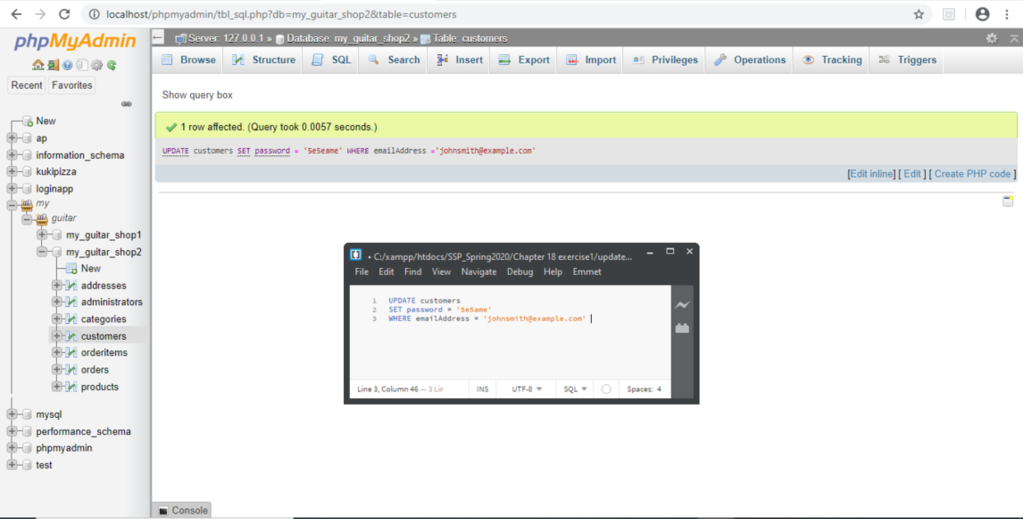 localhost/phpmyadmin/tbl_sql.php?db=my_guitar_shop2&table=customers
phpMyAdmin
Recent Favorites
New
ap
information_schema
kukipizza
loginapp
my
guitar
my_guitar_shop1
my_guitar_shop2
New
addresses
administrators
categories
customers
orderitems
orders
products
mysql
performance_schema
phpmyadmin
test
Server: 127.0.0.1 » Database: my_guitar_shop2 » Table: customers
Browse Structure SQL Search Insert Export Import Privileges Operations Tracking Triggers
Show query box
1 row affected. (Query took 0.0057 seconds.)
UPDATE customers SET password = '5e5eame' WHERE emailAddress ='johnsmith@example.com'
[Edit inline] [ Edit ] [ Create PHP code ]
• C:/xampp/htdocs/SSP_Spring2020/Chapter 18 exercise1/update...
File Edit Find View Navigate Debug Help Emmet
1 UPDATE customers
2 SET password = '5e5ame'
3 WHERE emailAddress = 'johnsmith@example.com'
Line 3, Column 46 — 3 Lin
INS UTF-8 SQL Spaces: 4
Console